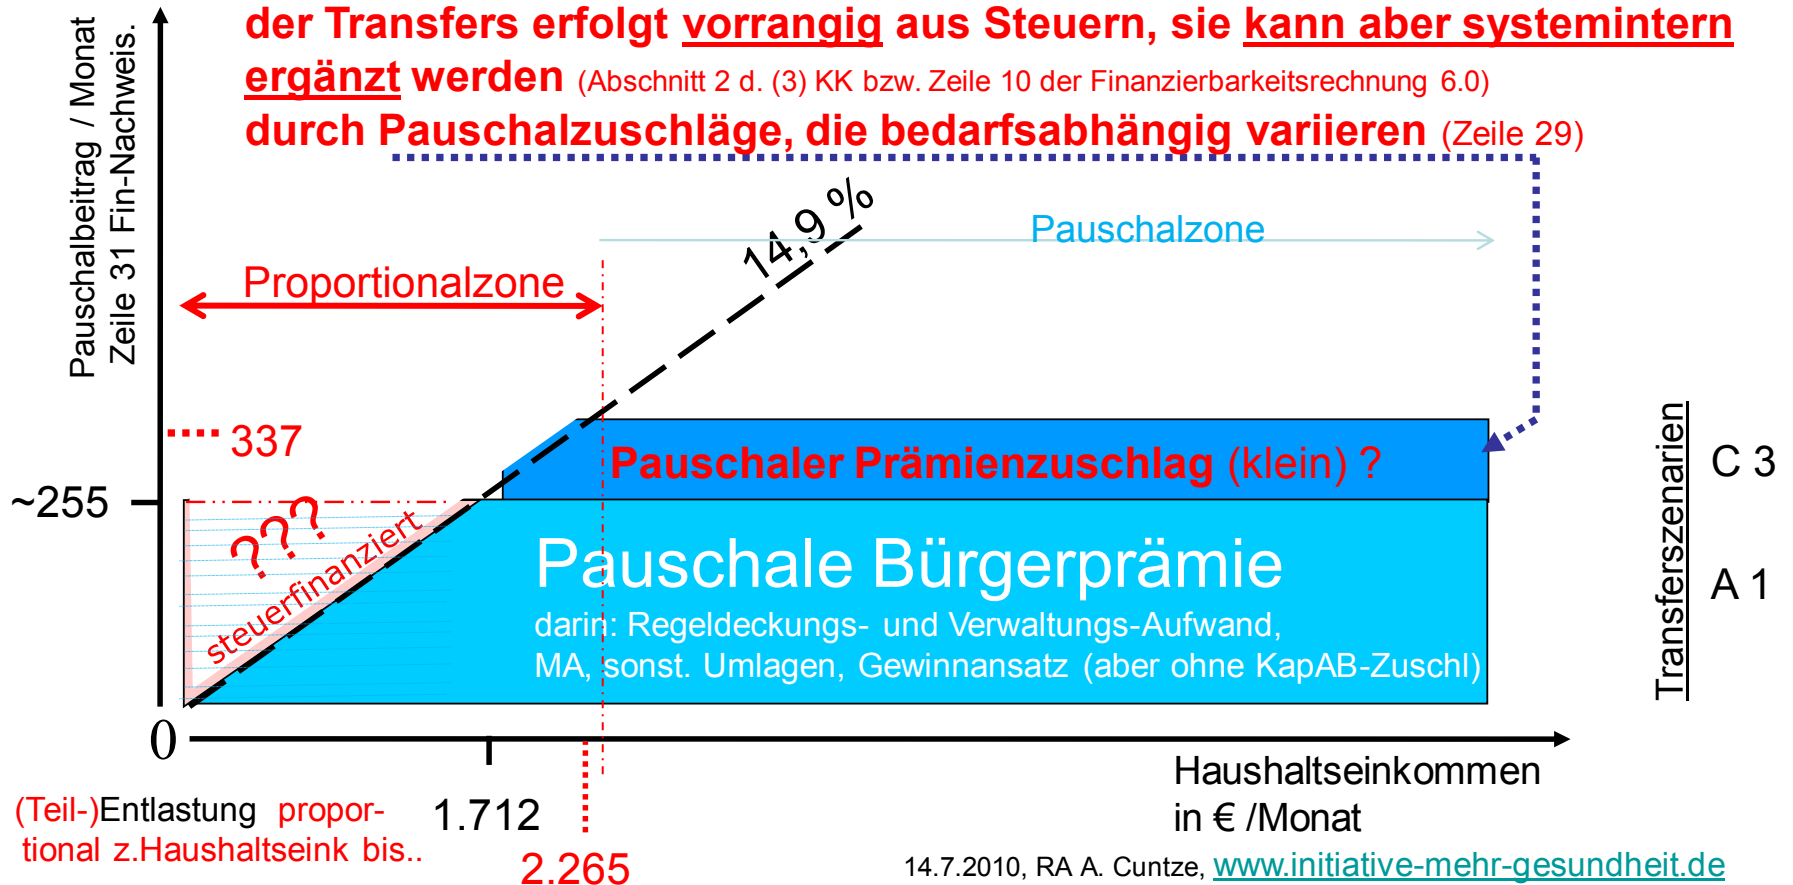 der Transfers erfolgt vorrangig aus Steuern, sie kann aber systemintern
ergänzt werden (Abschnitt 2 d. (3) KK bzw. Zeile 10 der Finanzierbarkeitsrechnung 6.0)
durch Pauschalzuschläge, die bedarfsabhängig variieren (Zeile 29)
Pauschalbeitrag / Monat
Zeile 31 Fin-Nachweis.
14,9 %
Pauschalzone
Proportionalzone
337
~255
Pauschaler Prämienzuschlag (klein) ?
???
steuerfinanziert
Pauschale Bürgerprämie
darin: Regeldeckungs- und Verwaltungs-Aufwand,
MA, sonst. Umlagen, Gewinnansatz (aber ohne KapAB-Zuschl)
Transferszenarien
C 3
A 1
0
Haushaltseinkommen
in € /Monat
(Teil-)Entlastung propor-
tional z.Haushaltseink bis..
1.712
2.265
14.7.2010, RA A. Cuntze, www.initiative-mehr-gesundheit.de